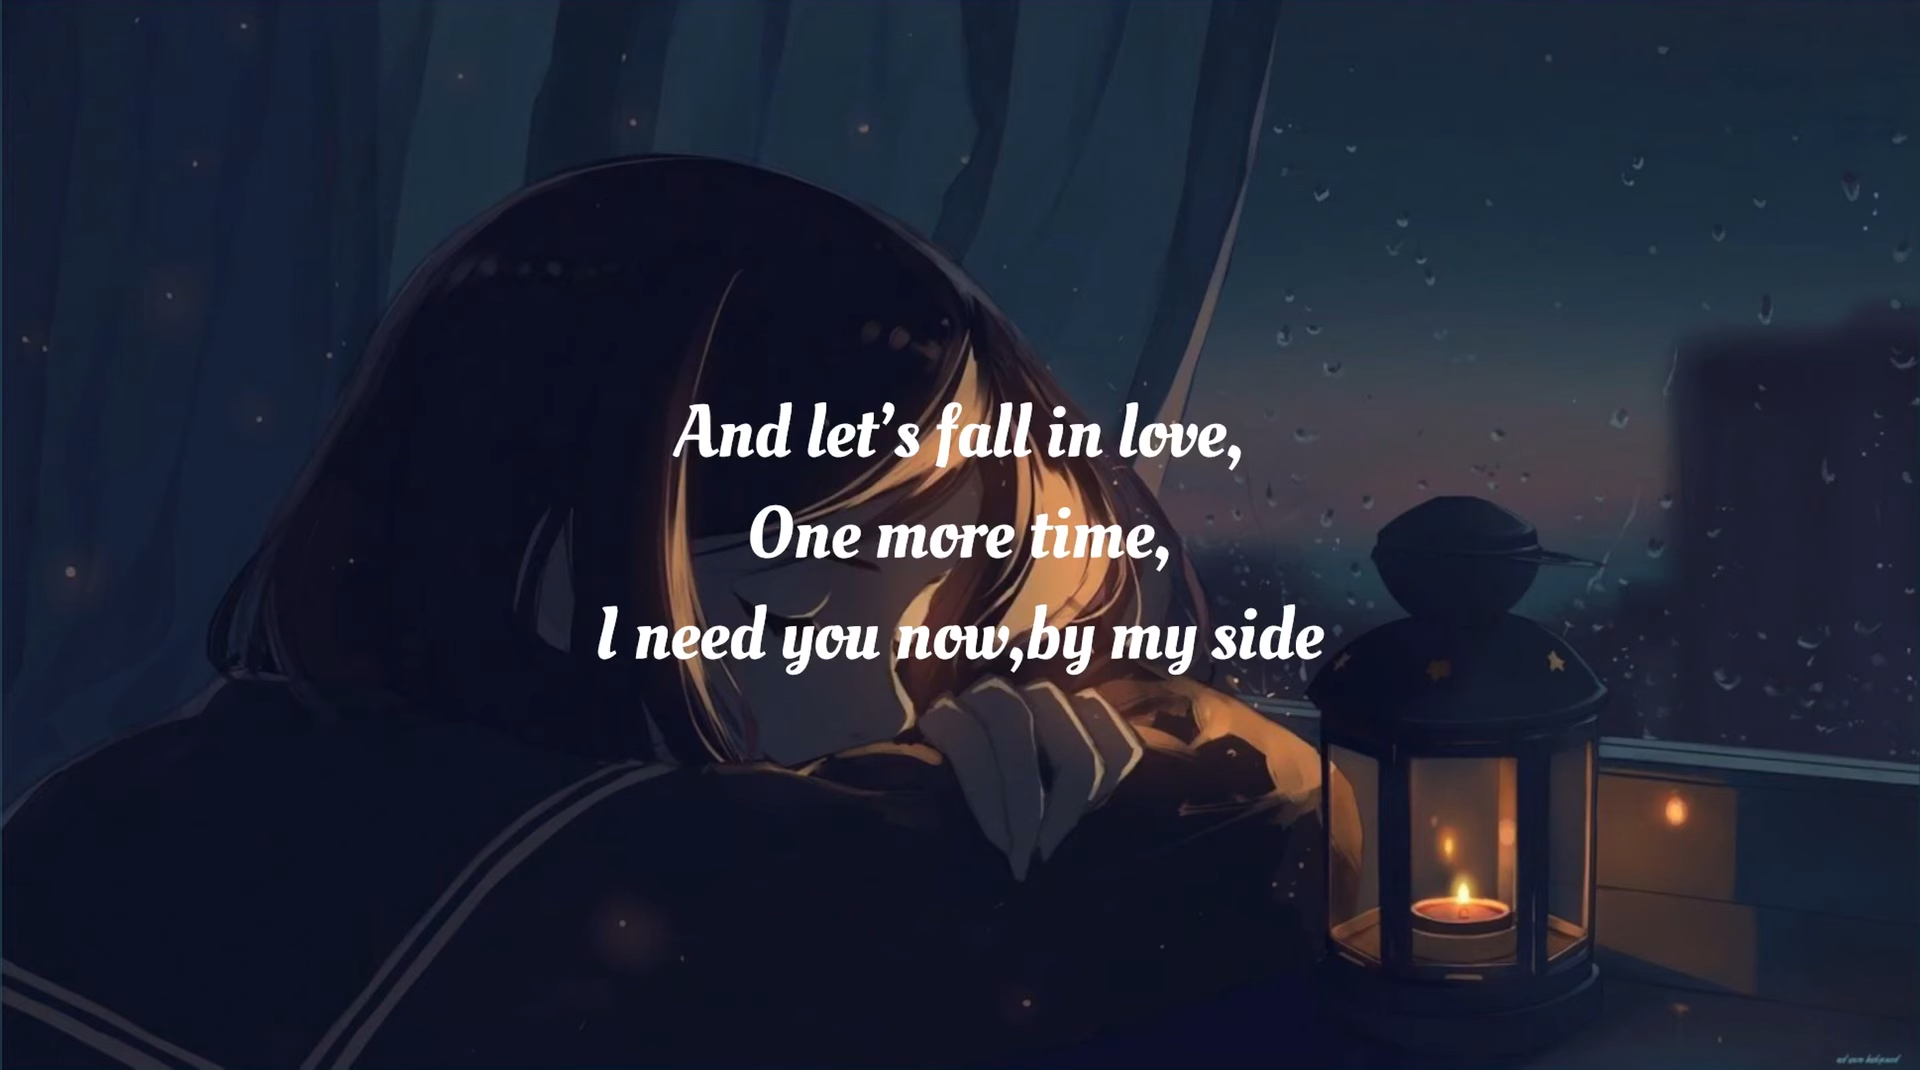 And let’s fall in love,
One more time,
I need you now,by my side